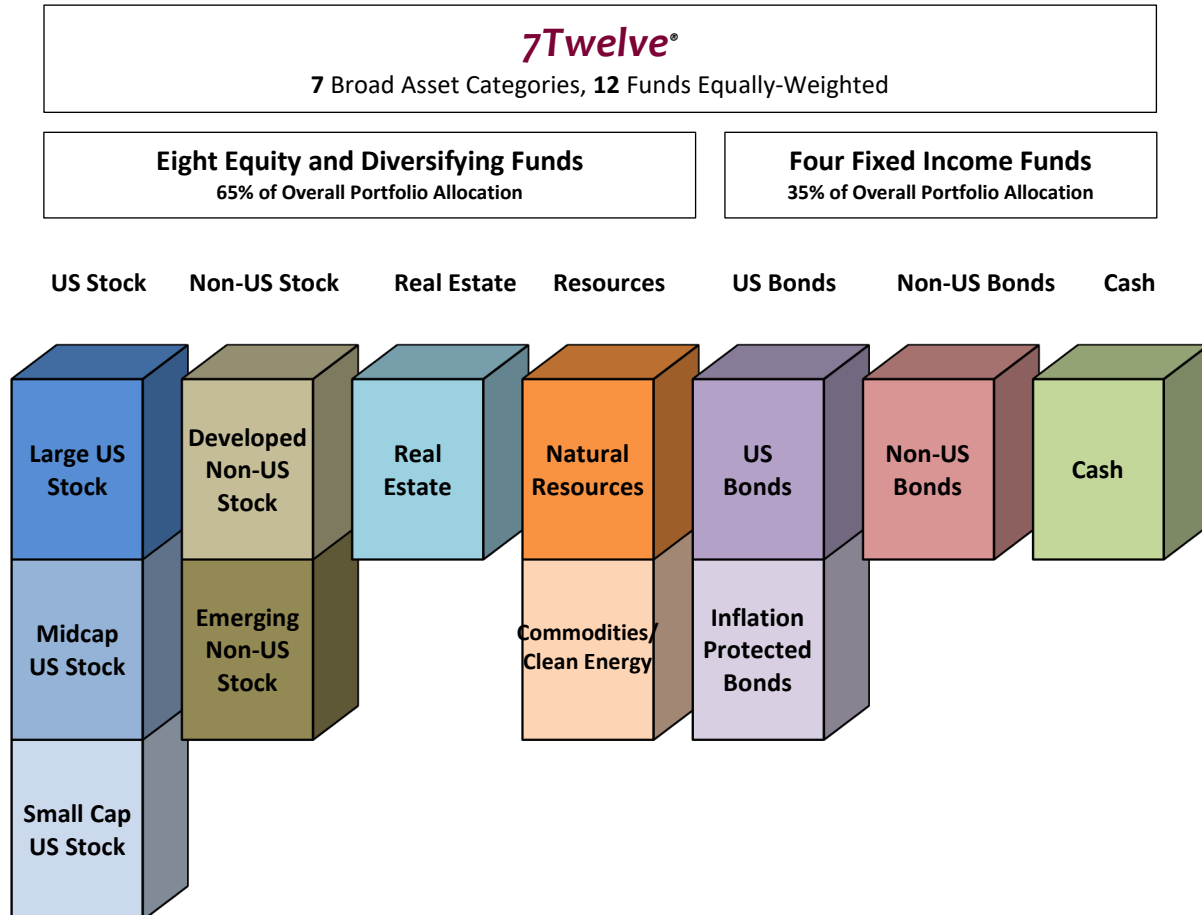 7Twelve®
7 Broad Asset Categories, 12 Funds Equally-Weighted
Eight Equity and Diversifying Funds
65% of Overall Portfolio Allocation
Four Fixed Income Funds
35% of Overall Portfolio Allocation
US Stock
Non-US Stock
Real Estate
Resources
US Bonds
Non-US Bonds
Cash
Large US
Stock
Developed
Non-US
Stock
Real
Estate
Natural
Resources
US
Bonds
Non-US
Bonds
Cash
Midcap
US Stock
Emerging
Non-US
Stock
Commodities/
Clean Energy
Inflation
Protected
Bonds
Small Cap
US Stock